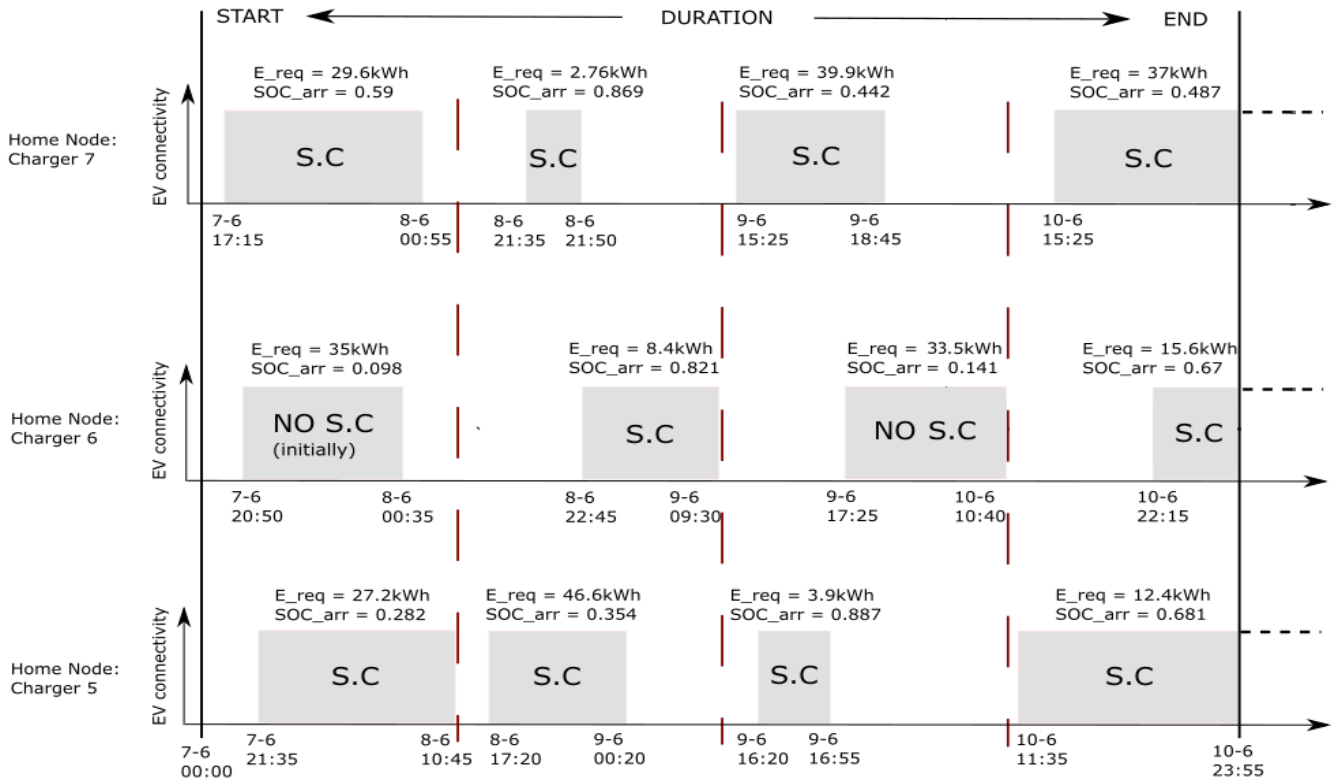 START
DURATION
END
E_req = 29.6kWh
SOC_arr = 0.59
E_req = 2.76kWh
SOC_arr = 0.869
E_req = 39.9kWh
SOC_arr = 0.442
E_req = 37kWh
SOC_arr = 0.487
EV connectivity
Home Node:
Charger 7
S.C
S.C
S.C
S.C
7-6
17:15
8-6
00:55
8-6
21:35
8-6
21:50
9-6
15:25
9-6
18:45
10-6
15:25
E_req = 35kWh
SOC_arr = 0.098
E_req = 8.4kWh
SOC_arr = 0.821
E_req = 33.5kWh
SOC_arr = 0.141
E_req = 15.6kWh
SOC_arr = 0.67
EV connectivity
Home Node:
Charger 6
NO S.C
(initially)
S.C
NO S.C
S.C
7-6
20:50
8-6
00:35
8-6
22:45
9-6
09:30
9-6
17:25
10-6
10:40
10-6
22:15
E_req = 27.2kWh
SOC_arr = 0.282
E_req = 46.6kWh
SOC_arr = 0.354
E_req = 3.9kWh
SOC_arr = 0.887
E_req = 12.4kWh
SOC_arr = 0.681
EV connectivity
Home Node:
Charger 5
S.C
S.C
S.C
S.C
7-6
00:00
7-6
21:35
8-6
10:45
8-6
17:20
9-6
00:20
9-6
16:20
9-6
16:55
10-6
11:35
10-6
23:55